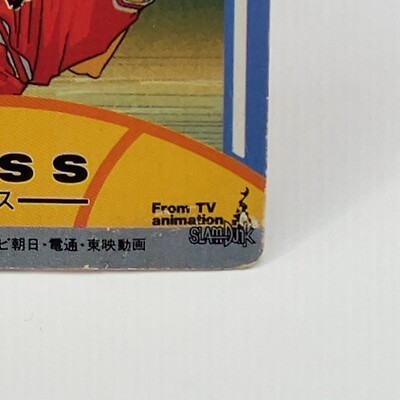 ss
ス——
From TV
animation
SLAM DUNK
ビ朝日・電通・東映動画